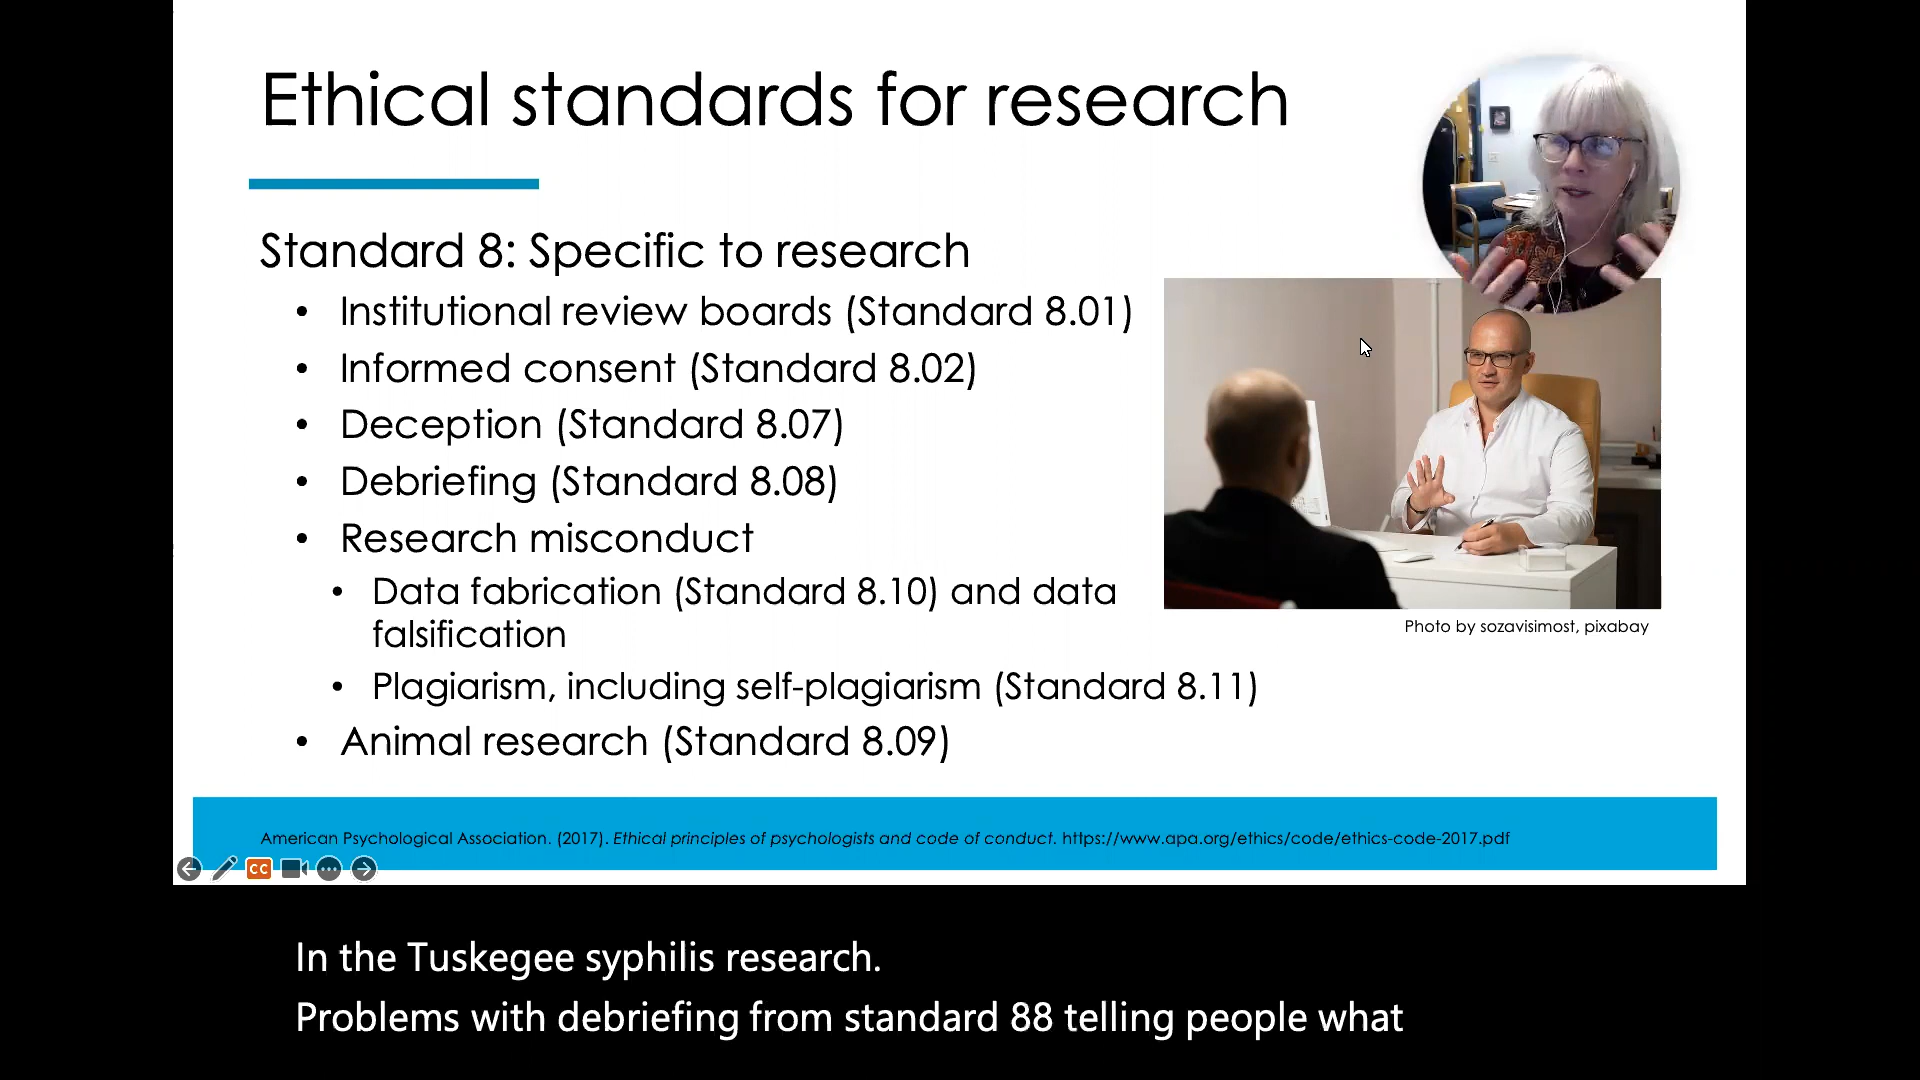 Ethical standards for research
Standard 8: Specific to research
• Institutional review boards (Standard 8.01)
• Informed consent (Standard 8.02)
• Deception (Standard 8.07)
• Debriefing (Standard 8.08)
• Research misconduct
• Data fabrication (Standard 8.10) and data
falsification
• Plagiarism, including self-plagiarism (Standard 8.11)
• Animal research (Standard 8.09)
Photo by sozavisimost, pixabay
American Psychological Association. (2017). Ethical principles of psychologists and code of conduct. https://www.apa.org/ethics/code/ethics-code-2017.pdf
CC
In the Tuskegee syphilis research.
Problems with debriefing from standard 88 telling people what